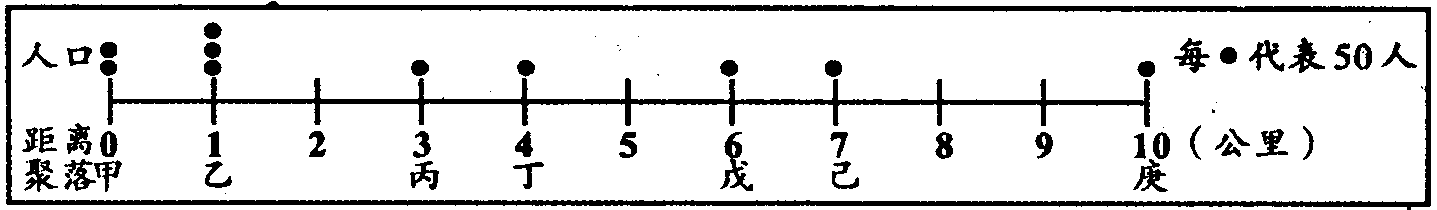 人口 每●代表50人
距离 0 1 2 3 4 5 6 7 8 9 10（公里）
聚落 甲 乙 丙 丁 戊 己 庚